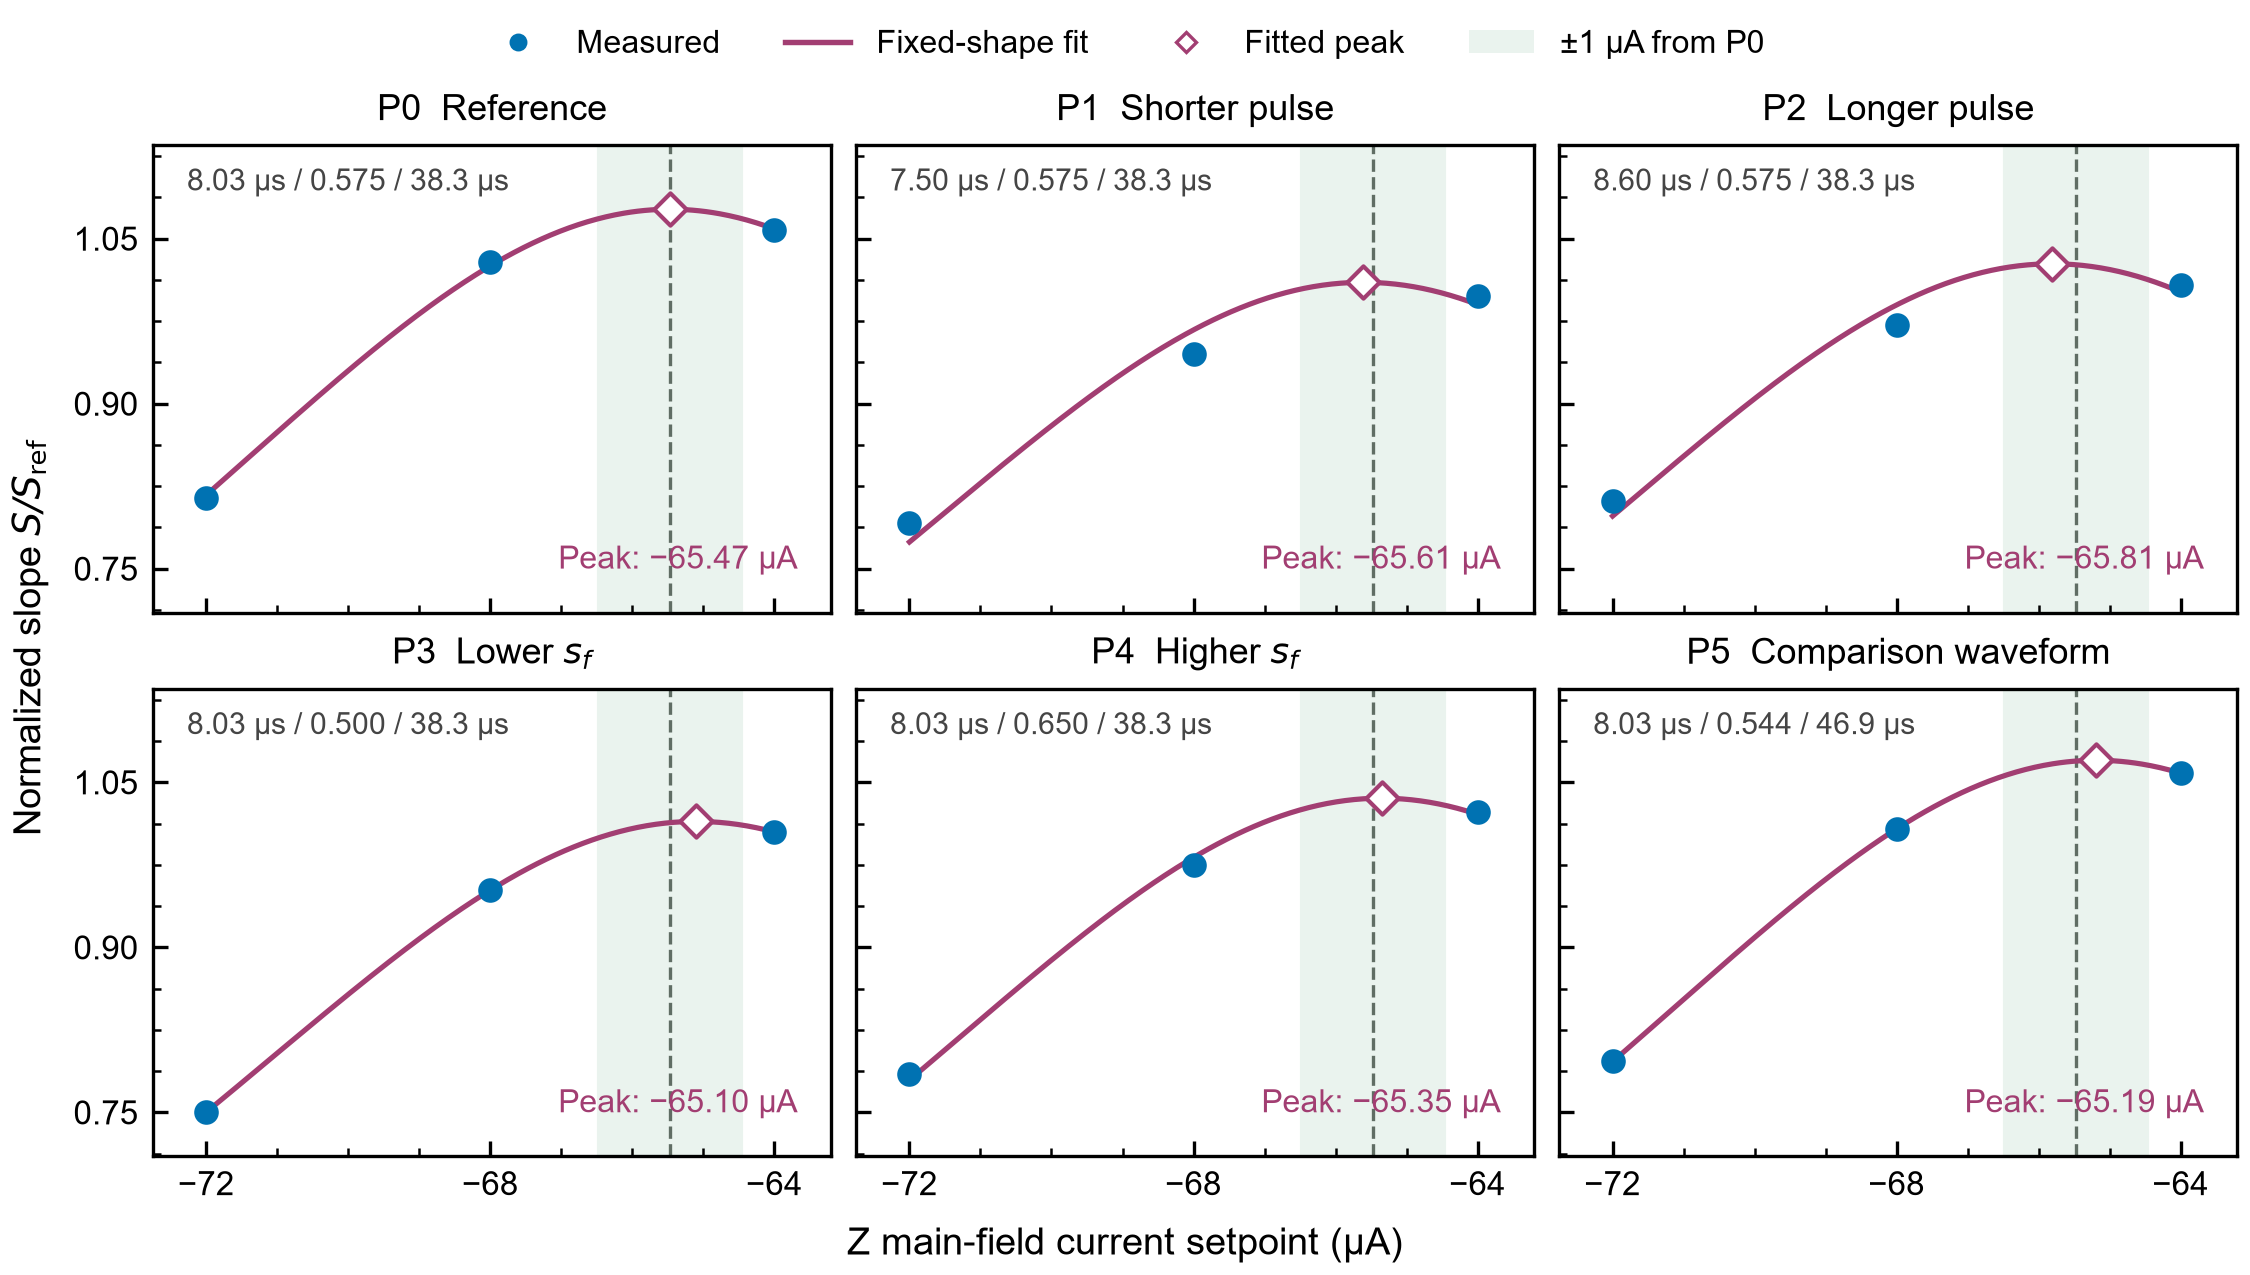 Measured Fixed-shape fit Fitted peak ±1 µA from P0
P0 Reference
P1 Shorter pulse
P2 Longer pulse
8.03 µs / 0.575 / 38.3 µs
7.50 µs / 0.575 / 38.3 µs
8.60 µs / 0.575 / 38.3 µs
1.05
0.90
0.75
Peak: −65.47 µA
Peak: −65.61 µA
Peak: −65.81 µA
Normalized slope S/Sref
P3 Lower sf
P4 Higher sf
P5 Comparison waveform
8.03 µs / 0.500 / 38.3 µs
8.03 µs / 0.650 / 38.3 µs
8.03 µs / 0.544 / 46.9 µs
1.05
0.90
0.75
Peak: −65.10 µA
Peak: −65.35 µA
Peak: −65.19 µA
−72 −68 −64
−72 −68 −64
−72 −68 −64
Z main-field current setpoint (µA)